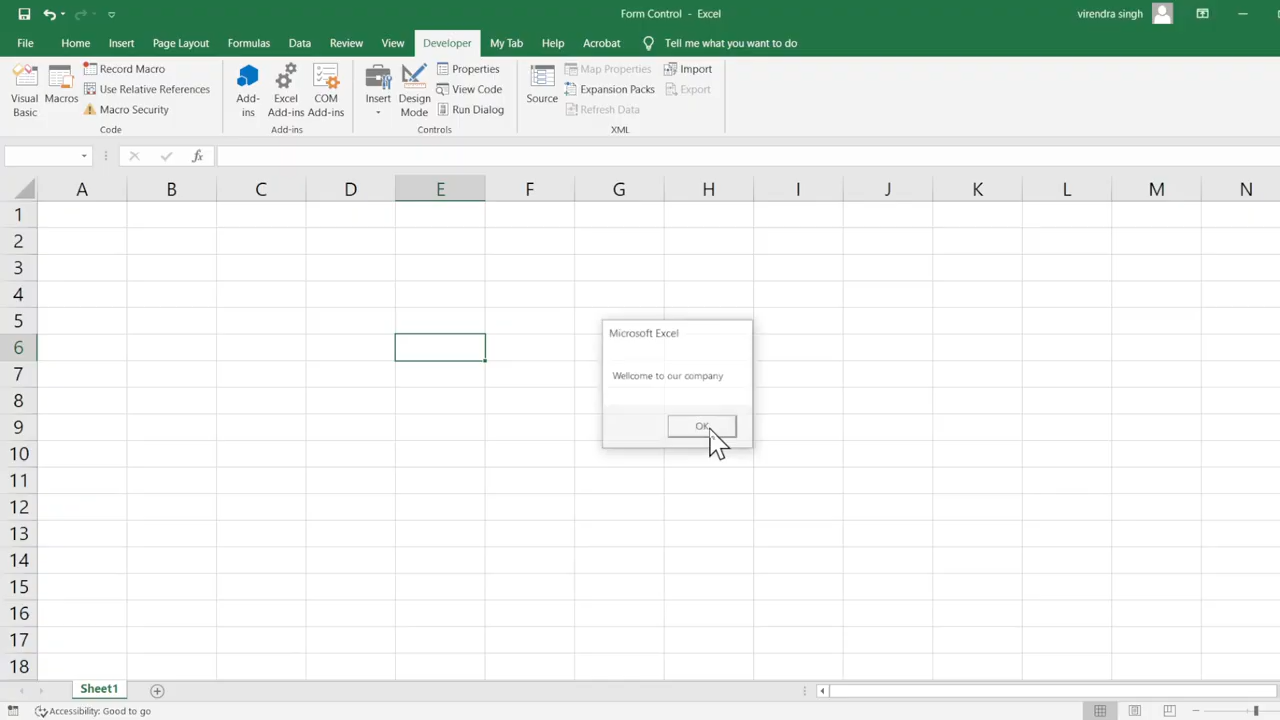 Form Control - Excel
virendra singh
File Home Insert Page Layout Formulas Data Review View Developer My Tab Help Acrobat Tell me what you want to do
Visual Basic
Macros
Record Macro
Use Relative References
Macro Security
Code
Add-ins
Excel Add-ins
COM Add-ins
Add-ins
Insert
Design Mode
Properties
View Code
Run Dialog
Controls
Source
Map Properties
Expansion Packs
Refresh Data
Import
Export
XML
fx
A B C D E F G H I J K L M N
1
2
3
4
5
6
7
8
9
10
11
12
13
14
15
16
17
18
Microsoft Excel
Wellcome to our company
OK
Sheet1
Accessibility: Good to go